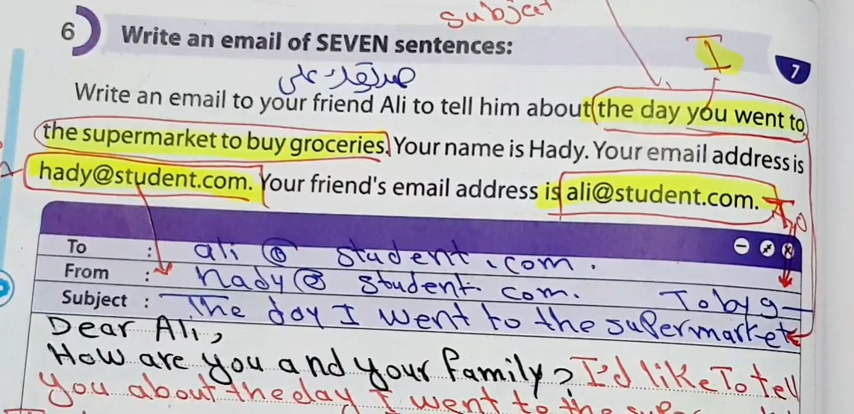 subject
6 Write an email of SEVEN sentences:
I
7
صديقك على
Write an email to your friend Ali to tell him about the day you went to
the supermarket to buy groceries. Your name is Hady. Your email address is
hady@student.com. Your friend's email address is ali@student.com.
To : ali @ student .com.
From : hady@ student. com.
To by g
Subject : The day I went to the supermarket
Dear Ali,
How are you and your family? I'd like To tell
you about the day I went to the